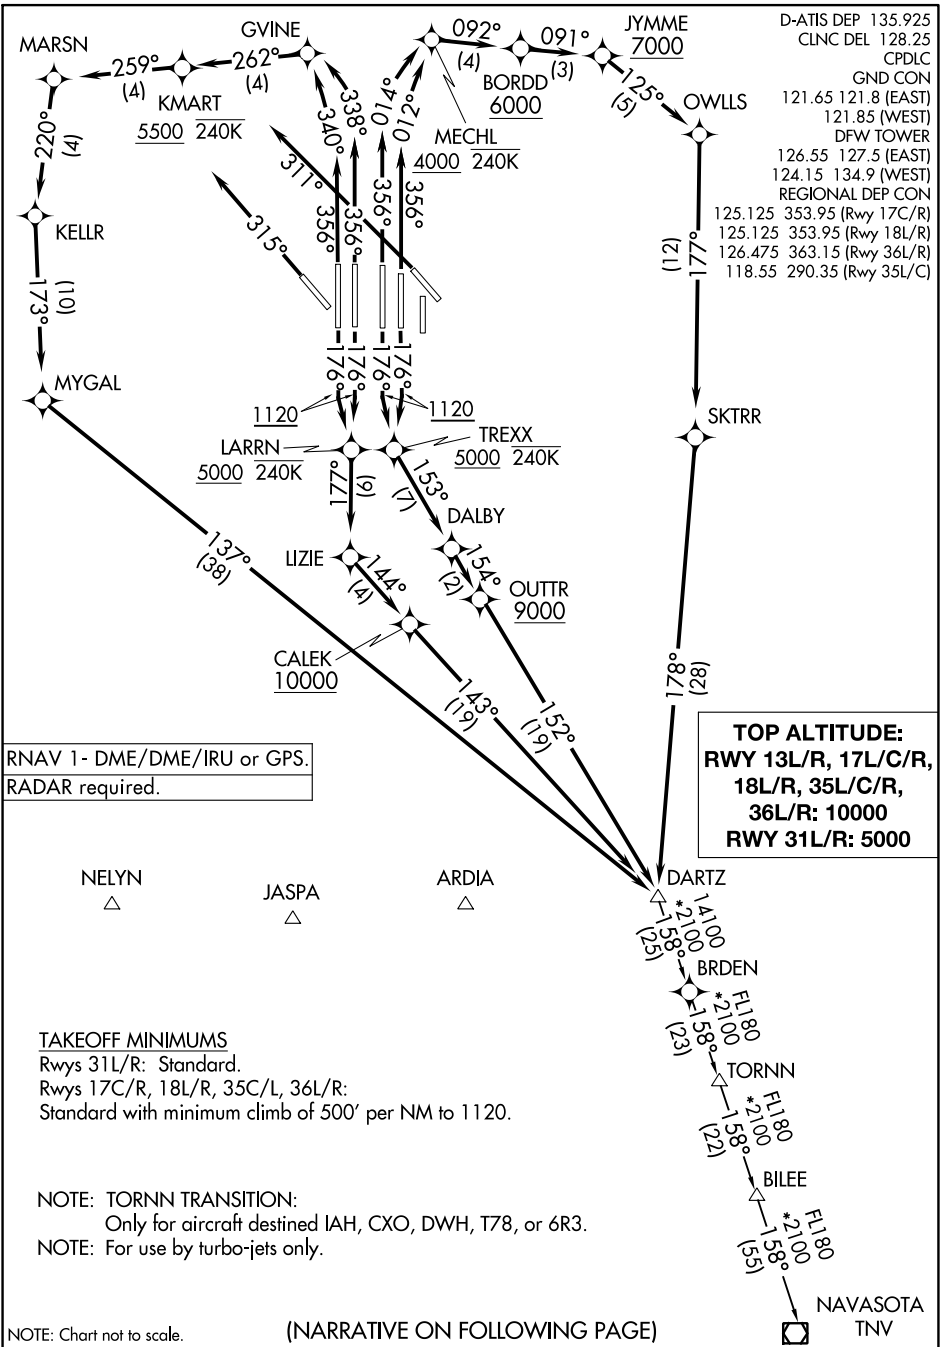 D-ATIS DEP 135.925
CLNC DEL 128.25
CPDLC
GND CON
121.65 121.8 (EAST)
121.85 (WEST)
DFW TOWER
126.55 127.5 (EAST)
124.15 134.9 (WEST)
REGIONAL DEP CON
125.125 353.95 (Rwy 17C/R)
125.125 353.95 (Rwy 18L/R)
126.475 363.15 (Rwy 36L/R)
118.55 290.35 (Rwy 35L/C)
MARSN
259°
(4)
KMART
5500 240K
262°
(4)
GVINE
340°
338°
014°
012°
MECHL
4000 240K
092°
(4)
BORDD
6000
091°
(3)
JYMME
7000
125°
(5)
OWLLS
220°
(4)
KELLR
173°
(10)
MYGAL
315°
311°
356°
356°
356°
356°
177°
(12)
SKTRR
176°
176°
176°
176°
1120
1120
LARRN
5000 240K
TREXX
5000 240K
177°
(6)
153°
(7)
DALBY
LIZIE
144°
(4)
154°
(2)
OUTTR
9000
CALEK
10000
137°
(38)
143°
(19)
152°
(19)
178°
(28)
RNAV 1- DME/DME/IRU or GPS.
RADAR required.
TOP ALTITUDE:
RWY 13L/R, 17L/C/R,
18L/R, 35L/C/R,
36L/R: 10000
RWY 31L/R: 5000
NELYN
JASPA
ARDIA
DARTZ
14100
*2100
158°
(25)
BRDEN
FL180
*2100
158°
(23)
TORNN
FL180
*2100
158°
(22)
BILEE
FL180
*2100
158°
(55)
NAVASOTA
TNV
TAKEOFF MINIMUMS
Rwys 31L/R: Standard.
Rwys 17C/R, 18L/R, 35C/L, 36L/R:
Standard with minimum climb of 500' per NM to 1120.
NOTE: TORNN TRANSITION:
Only for aircraft destined IAH, CXO, DWH, T78, or 6R3.
NOTE: For use by turbo-jets only.
NOTE: Chart not to scale.
(NARRATIVE ON FOLLOWING PAGE)